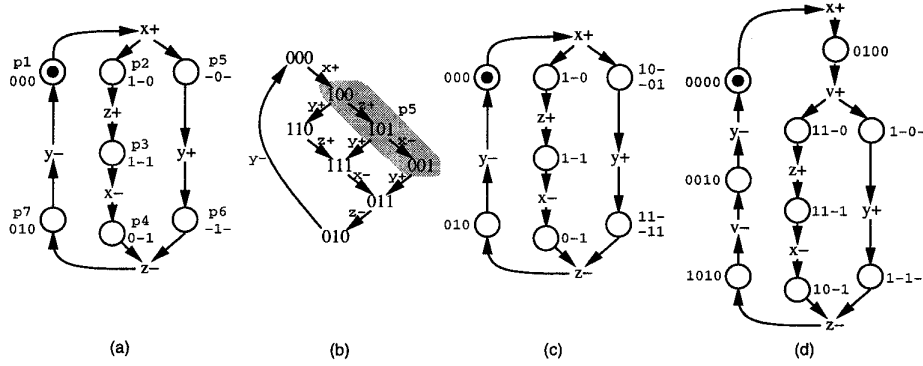 x+
p1
000
p2
1-0
p5
-0-
z+
p3
1-1
y+
y-
x-
p7
010
p4
0-1
p6
-1-
z-
(a)
000
x+
100
y+
z+
p5
110
101
z+
y+
x-
111
001
x-
y+
y-
011
z-
010
(b)
x+
000
1-0
10-
-01
z+
1-1
y+
y-
x-
010
0-1
11-
-11
z-
(c)
x+
0100
0000
v+
11-0
1-0-
y-
z+
0010
11-1
y+
v-
x-
1010
10-1
1-1-
z-
(d)